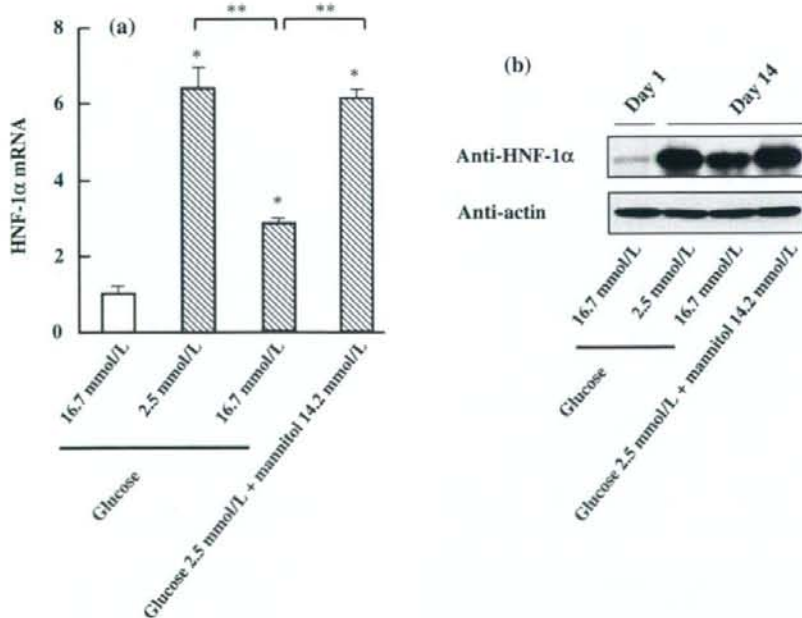 (a)
**
**
8
6
4
2
0
HNF-1α mRNA
*
*
*
16.7 mmol/L
2.5 mmol/L
16.7 mmol/L
Glucose 2.5 mmol/L + mannitol 14.2 mmol/L
Glucose
(b)
Day 1
Day 14
Anti-HNF-1α
Anti-actin
16.7 mmol/L
2.5 mmol/L
16.7 mmol/L
Glucose 2.5 mmol/L + mannitol 14.2 mmol/L
Glucose